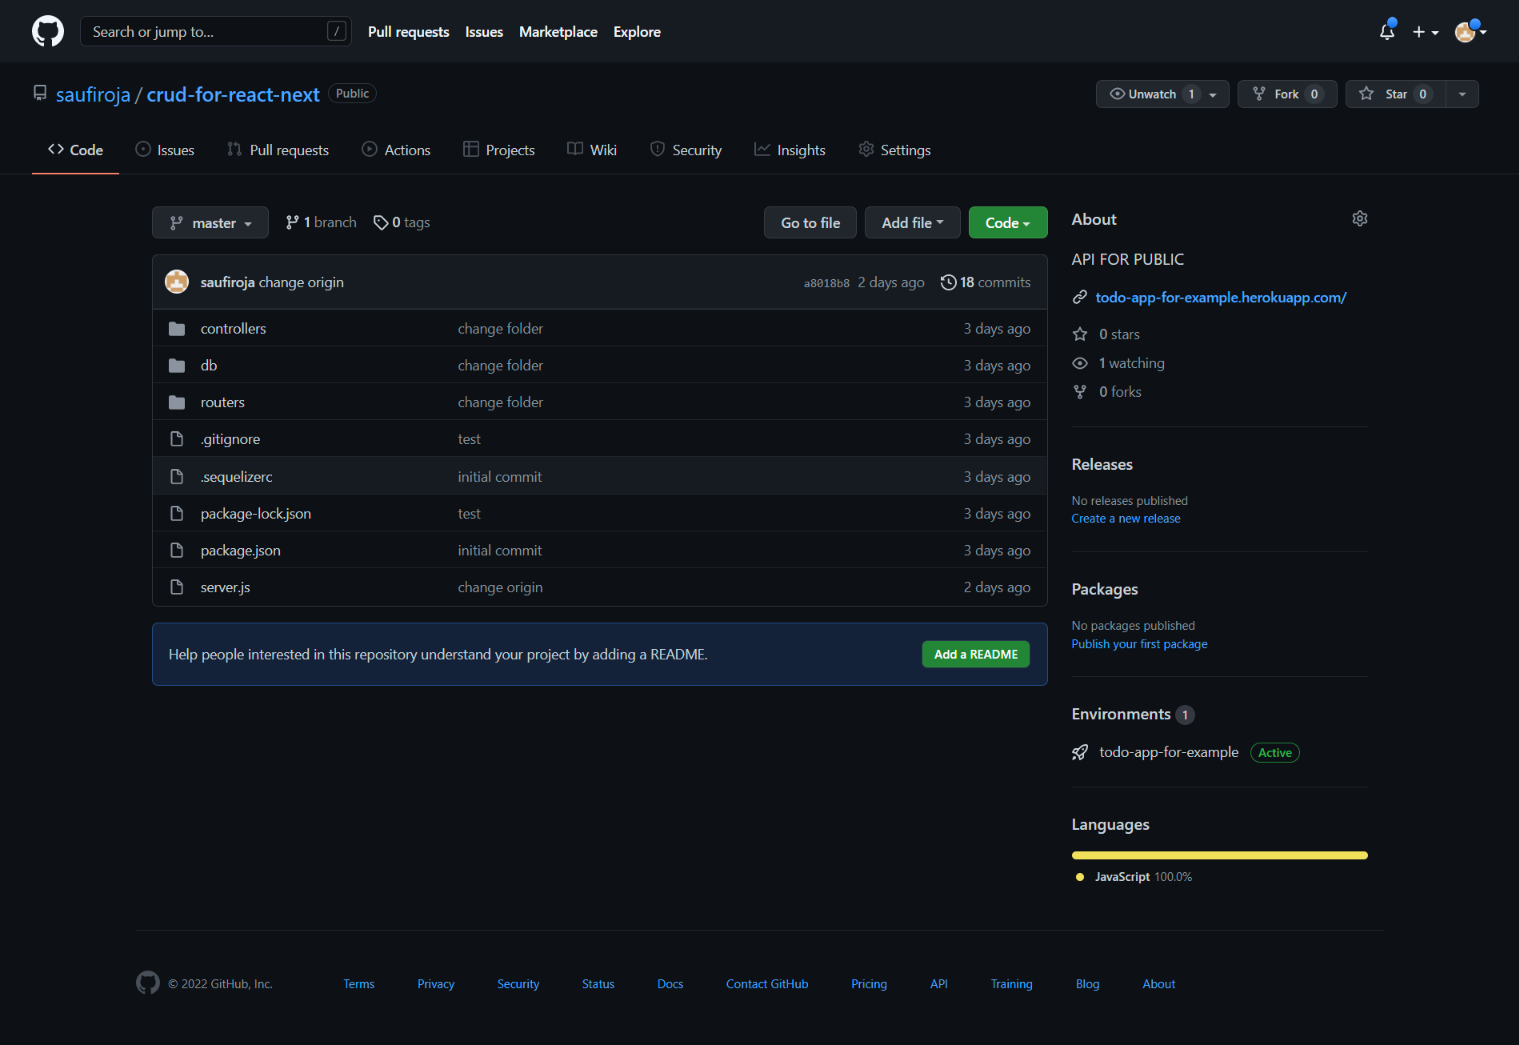 Search or jump to... / Pull requests Issues Marketplace Explore
saufiroja / crud-for-react-next Public Unwatch 1 Fork 0 Star 0
Code Issues Pull requests Actions Projects Wiki Security Insights Settings
master 1 branch 0 tags Go to file Add file Code
saufiroja change origin a8018b8 2 days ago 18 commits
controllers change folder 3 days ago
db change folder 3 days ago
routers change folder 3 days ago
.gitignore test 3 days ago
.sequelizerc initial commit 3 days ago
package-lock.json test 3 days ago
package.json initial commit 3 days ago
server.js change origin 2 days ago
Help people interested in this repository understand your project by adding a README. Add a README
About
API FOR PUBLIC
todo-app-for-example.herokuapp.com/
0 stars
1 watching
0 forks
Releases
No releases published
Create a new release
Packages
No packages published
Publish your first package
Environments 1
todo-app-for-example Active
Languages
JavaScript 100.0%
© 2022 GitHub, Inc. Terms Privacy Security Status Docs Contact GitHub Pricing API Training Blog About